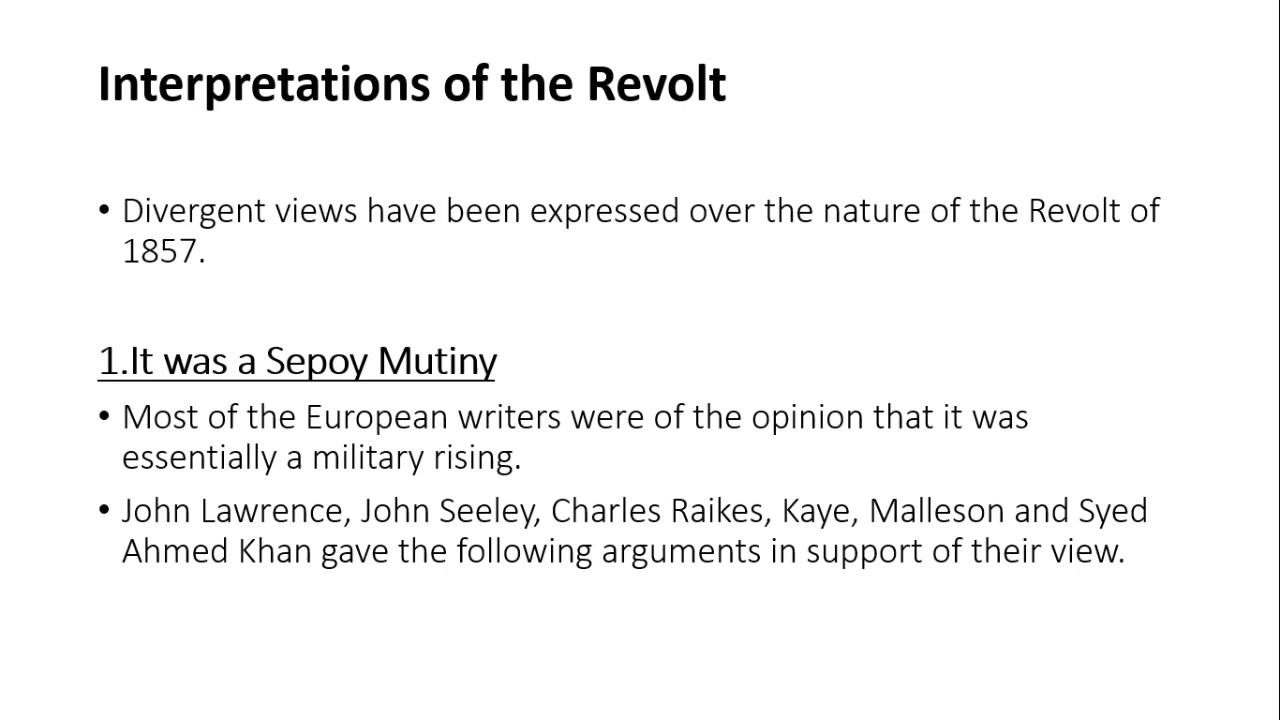 Interpretations of the Revolt
• Divergent views have been expressed over the nature of the Revolt of
1857.
1.It was a Sepoy Mutiny
• Most of the European writers were of the opinion that it was
essentially a military rising.
• John Lawrence, John Seeley, Charles Raikes, Kaye, Malleson and Syed
Ahmed Khan gave the following arguments in support of their view.